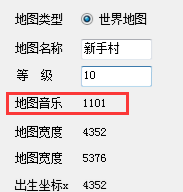 地图类型 世界地图
地图名称 新手村
等 级 10
地图音乐 1101
地图宽度 4352
地图宽度 5376
出生坐标x 4352